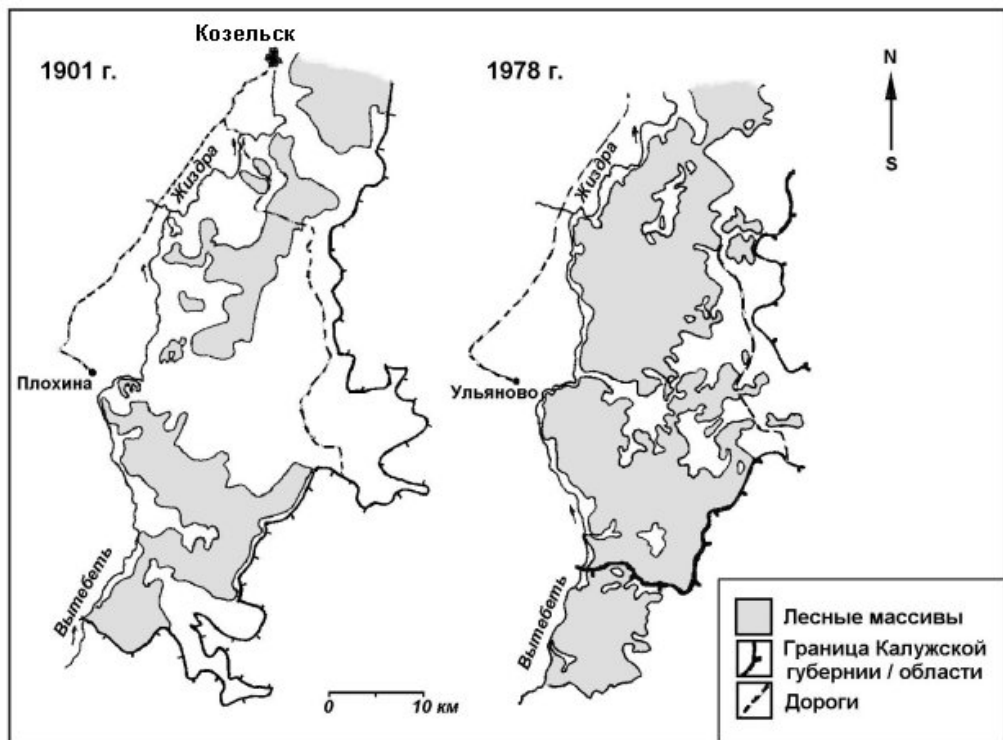 Козельск
1901 г.
1978 г.
N
S
Жиздра
Жиздра
Плохина
Ульяново
Вытебеть
Вытебеть
0 10 км
Лесные массивы
Граница Калужской
губернии / области
Дороги